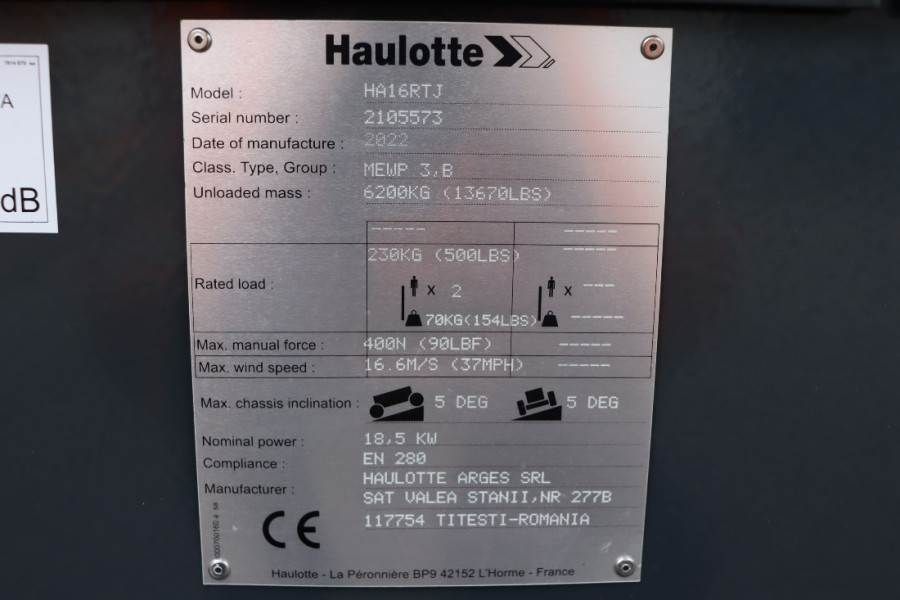 A
dB
Haulotte
Model : HA16RTJ
Serial number : 2105573
Date of manufacture : 2022
Class. Type, Group : MEWP 3,B
Unloaded mass : 6200KG (13670LBS)
----- -----
230KG (500LBS) -----
Rated load : x 2 x ---
70KG(154LBS) -----
Max. manual force : 400N (90LBF) -----
Max. wind speed : 16.6M/S (37MPH) -----
Max. chassis inclination : 5 DEG 5 DEG
Nominal power : 18,5 KW
Compliance : EN 280
Manufacturer : HAULOTTE ARGES SRL
SAT VALEA STANII,NR 277B
117754 TITESTI-ROMANIA
CE
Haulotte - La Péronnière BP9 42152 L'Horme - France